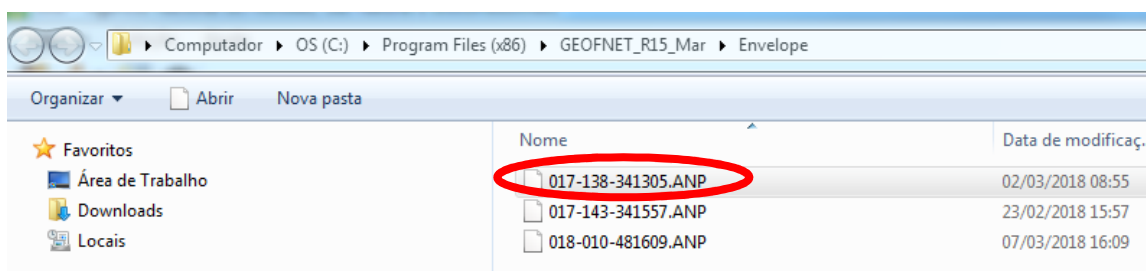 Computador OS (C:) Program Files (x86) GEOFNET_R15_Mar Envelope
Organizar Abrir Nova pasta
Favoritos
Área de Trabalho
Downloads
Locais
Nome Data de modificaç.
017-138-341305.ANP 02/03/2018 08:55
017-143-341557.ANP 23/02/2018 15:57
018-010-481609.ANP 07/03/2018 16:09